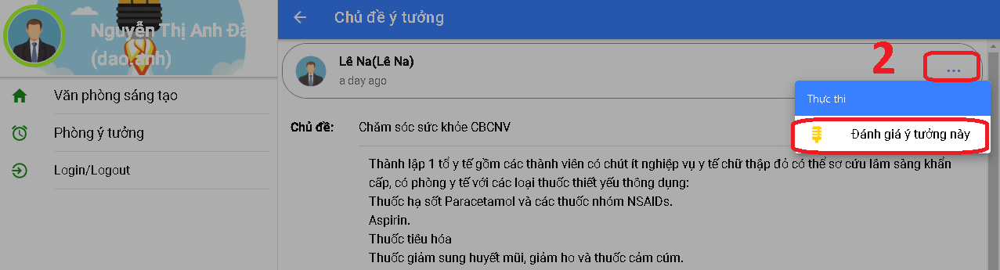 Nguyễn Thị Anh Đà
(dao.anh)
Văn phòng sáng tạo
Phòng ý tưởng
Login/Logout
Chủ đề ý tưởng
Lê Na(Lê Na)
a day ago
2
...
Thực thi
Đánh giá ý tưởng này
Chủ đề: Chăm sóc sức khỏe CBCNV
Thành lập 1 tổ y tế gồm các thành viên có chút ít nghiệp vụ y tế chữ thập đỏ có thể sơ cứu lâm sàng khẩn
cấp, có phòng y tế với các loại thuốc thiết yếu thông dụng:
Thuốc hạ sốt Paracetamol và các thuốc nhóm NSAIDs.
Aspirin.
Thuốc tiêu hóa
Thuốc giảm sung huyết mũi, giảm ho và thuốc cảm cúm.